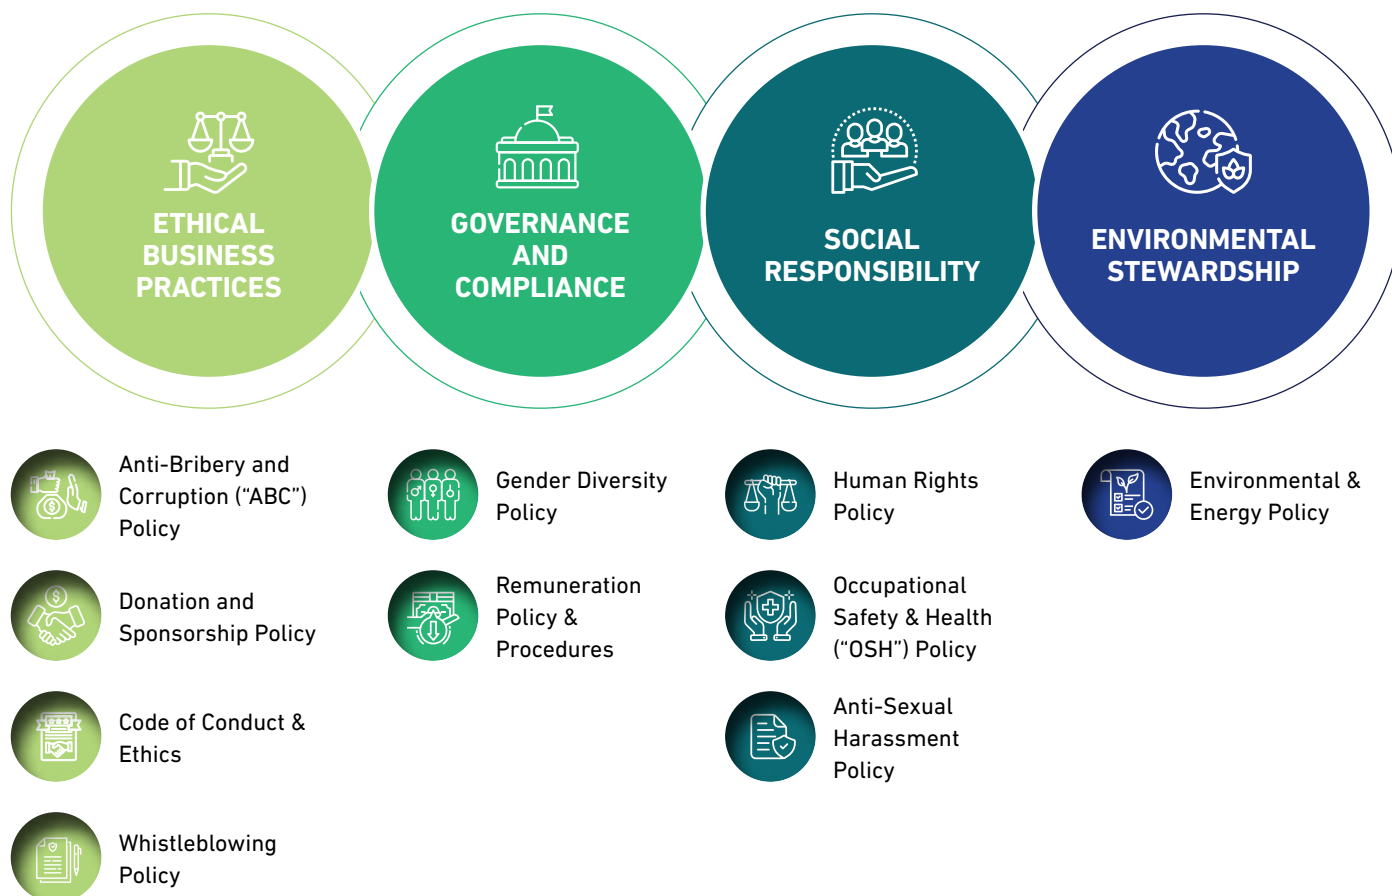 ETHICAL
BUSINESS
PRACTICES
GOVERNANCE
AND
COMPLIANCE
SOCIAL
RESPONSIBILITY
ENVIRONMENTAL
STEWARDSHIP
Anti-Bribery and
Corruption (“ABC”)
Policy
Donation and
Sponsorship Policy
Code of Conduct &
Ethics
Whistleblowing
Policy
Gender Diversity
Policy
Remuneration
Policy &
Procedures
Human Rights
Policy
Occupational
Safety & Health
(“OSH”) Policy
Anti-Sexual
Harassment
Policy
Environmental &
Energy Policy